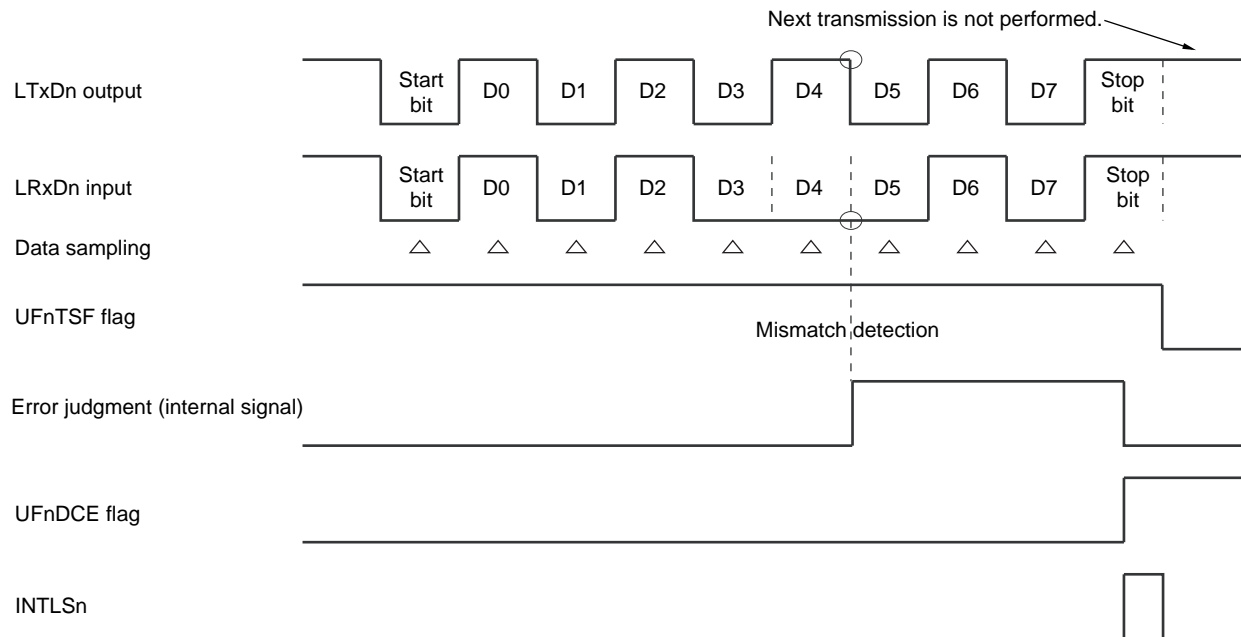 Next transmission is not performed.
LTxDn output
Start bit D0 D1 D2 D3 D4 D5 D6 D7 Stop bit
LRxDn input
Start bit D0 D1 D2 D3 D4 D5 D6 D7 Stop bit
Data sampling
UFnTSF flag
Mismatch detection
Error judgment (internal signal)
UFnDCE flag
INTLSn